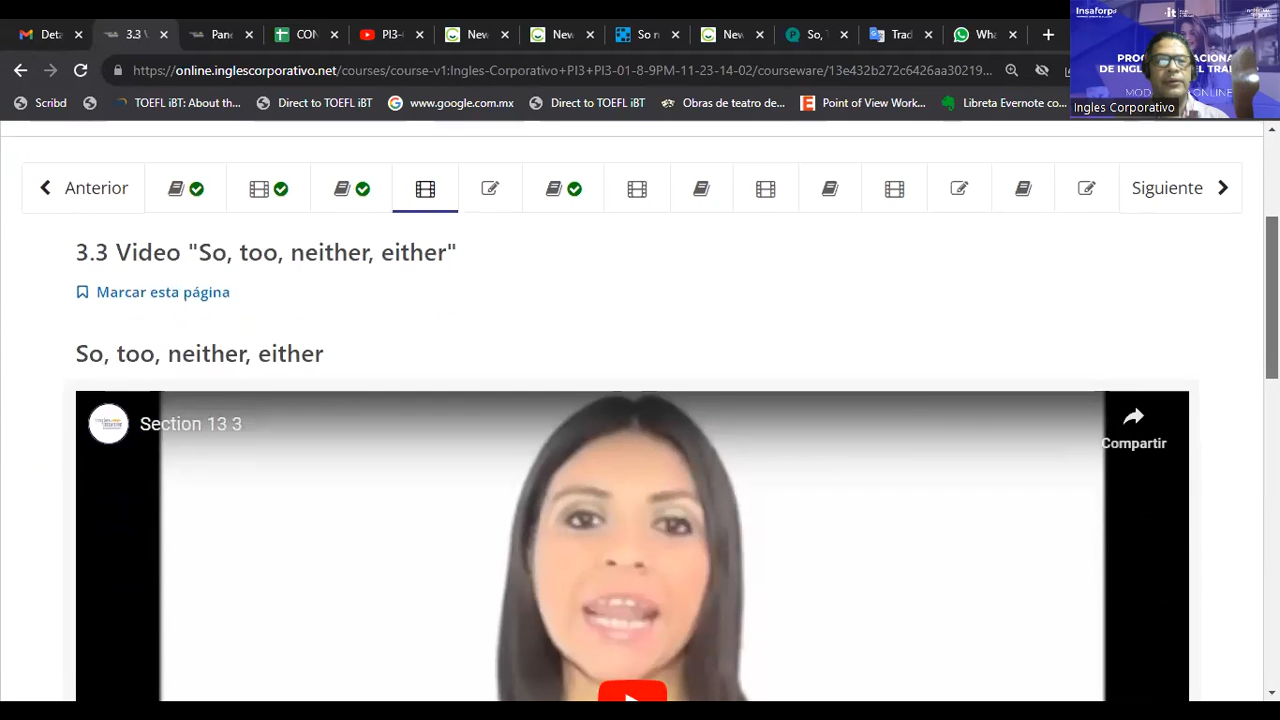 Deta
3.3 \
Panc
CON
PI3-
New
New
So n
New
So, T
Trad
Wha
https://online.inglescorporativo.net/courses/course-v1:Ingles-Corporativo+PI3+PI3-01-8-9PM-11-23-14-02/courseware/13e432b272c6429a380219...
Scribd
TOEFL iBT: About th...
Direct to TOEFL iBT
www.google.com.mx
Direct to TOEFL iBT
Obras de teatro de...
Point of View Work...
Libreta Evernote co...
Insaforp
Ingles Corporativo
Anterior
Siguiente
3.3 Video "So, too, neither, either"
Marcar esta página
So, too, neither, either
Section 13 3
Compartir